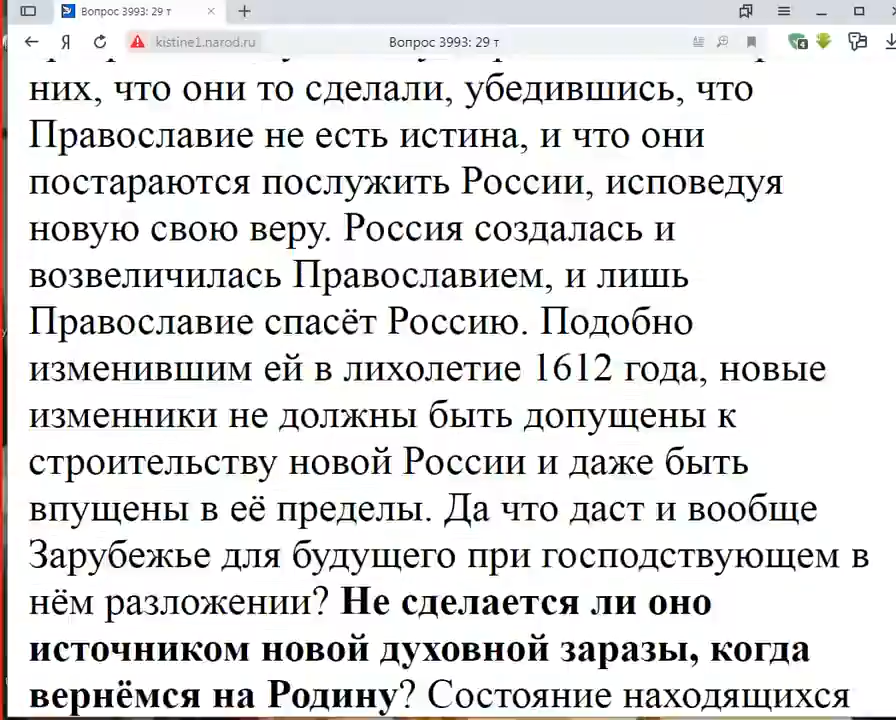 Вопрос 3993: 29 т
kistine1.narod.ru
Вопрос 3993: 29 т
них, что они то сделали, убедившись, что
Православие не есть истина, и что они
постараются послужить России, исповедуя
новую свою веру. Россия создалась и
возвеличилась Православием, и лишь
Православие спасёт Россию. Подобно
изменившим ей в лихолетие 1612 года, новые
изменники не должны быть допущены к
строительству новой России и даже быть
впущены в её пределы. Да что даст и вообще
Зарубежье для будущего при господствующем в
нём разложении? Не сделается ли оно
источником новой духовной заразы, когда
вернёмся на Родину? Состояние находящихся